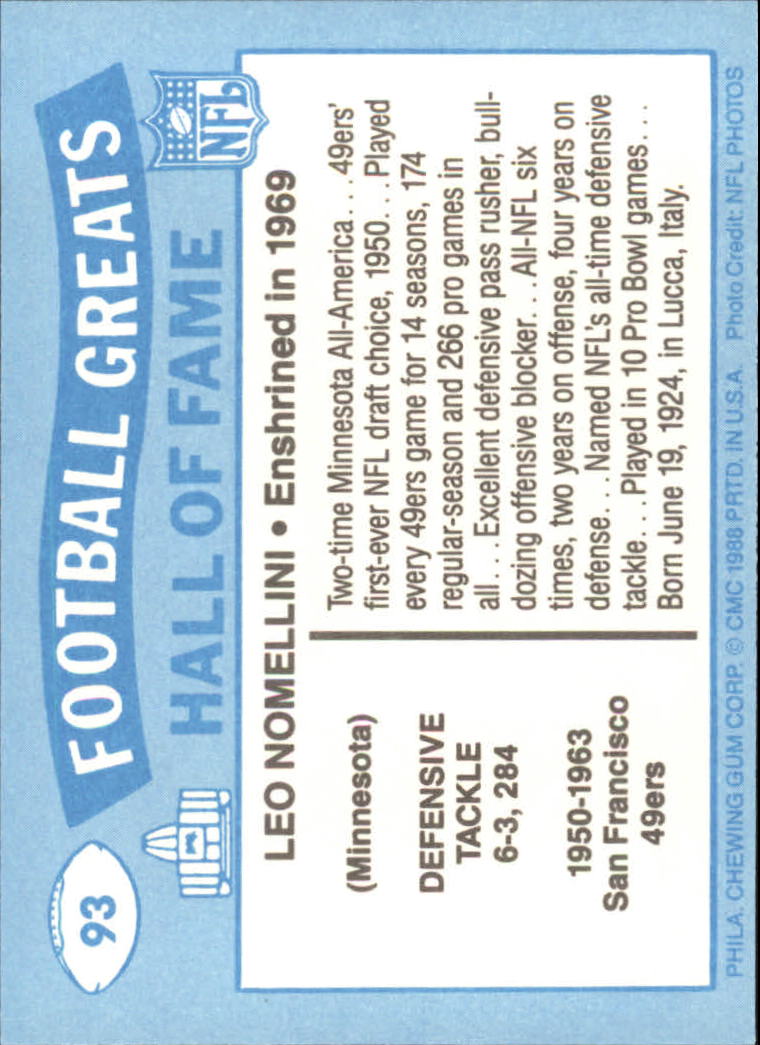 93
FOOTBALL GREATS
HALL OF FAME
NFL
LEO NOMELLINI • Enshrined in 1969
(Minnesota)
DEFENSIVE
TACKLE
6-3, 284
1950-1963
San Francisco
49ers
Two-time Minnesota All-America. . . 49ers'
first-ever NFL draft choice, 1950. . .Played
every 49ers game for 14 seasons, 174
regular-season and 266 pro games in
all. . .Excellent defensive pass rusher, bull-
dozing offensive blocker. . .All-NFL six
times, two years on offense, four years on
defense. . .Named NFL's all-time defensive
tackle. . .Played in 10 Pro Bowl games. . .
Born June 19, 1924, in Lucca, Italy.
PHILA. CHEWING GUM CORP. © CMC 1988 PRTD. IN U.S.A. Photo Credit: NFL PHOTOS